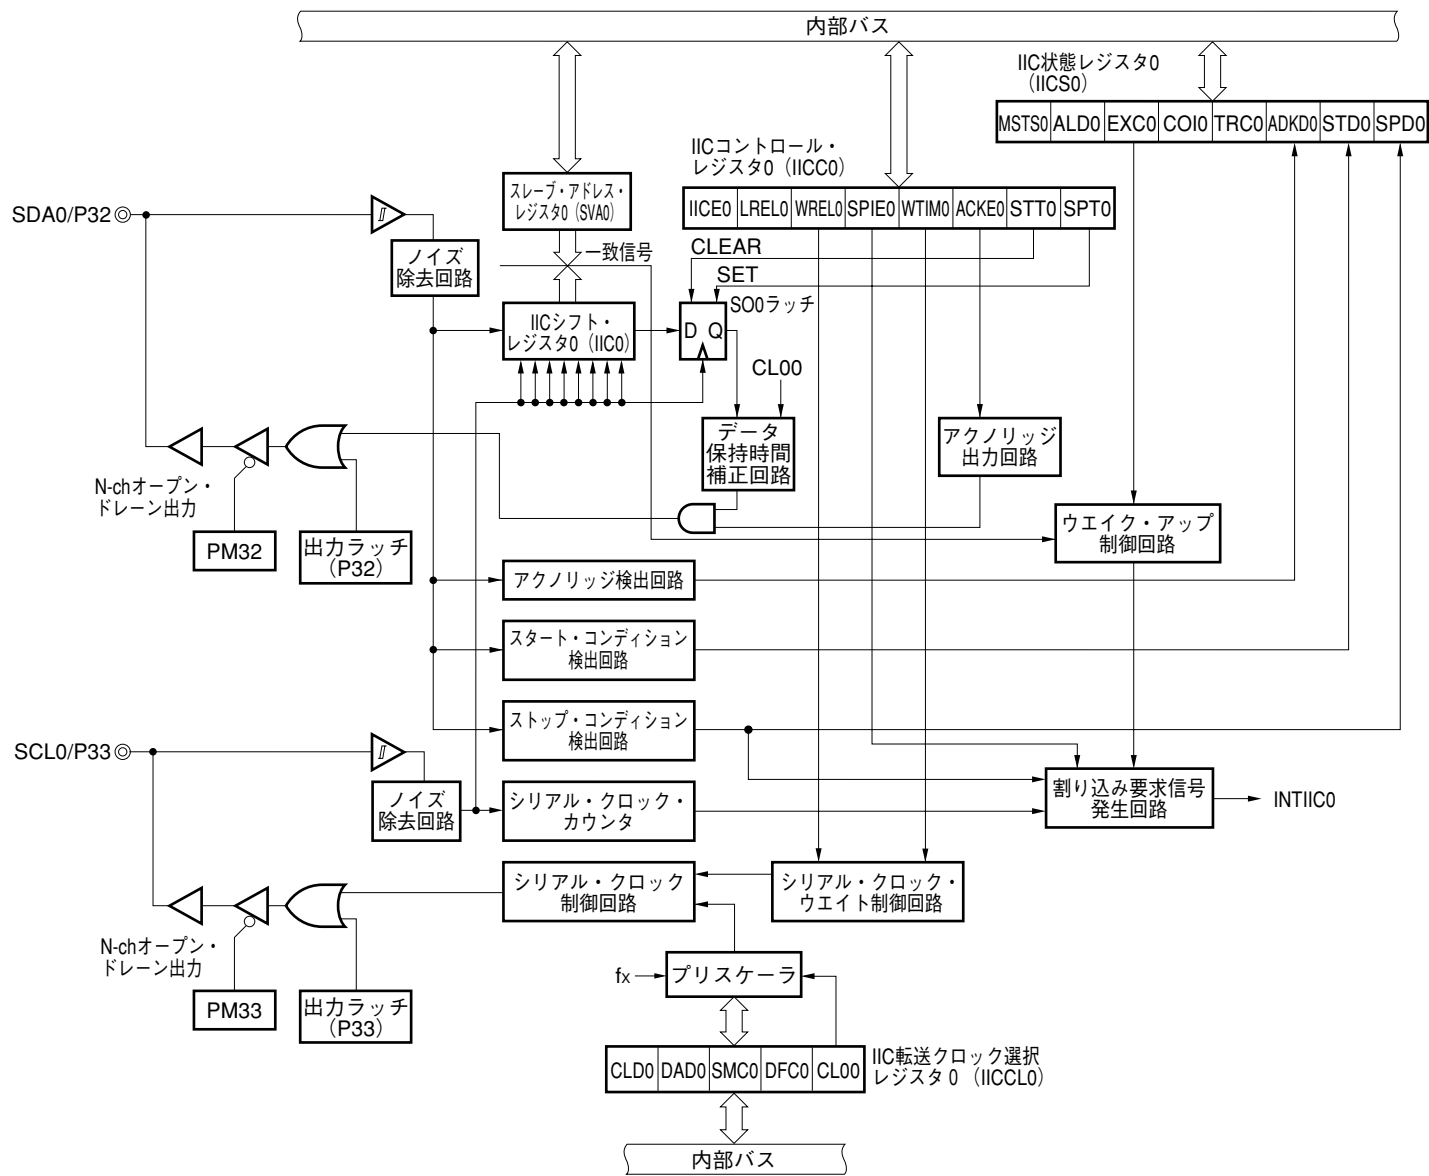 内部バス
IIC状態レジスタ0
（IICS0）
MSTS0 ALD0 EXC0 COI0 TRC0 ADKD0 STD0 SPD0
IICコントロール・
レジスタ0（IICC0）
IICE0 LREL0 WREL0 SPIE0 WTIM0 ACKE0 STT0 SPT0
スレーブ・アドレス・
レジスタ0（SVA0）
SDA0/P32
ノイズ
除去回路
一致信号
CLEAR
SET
SO0ラッチ
IICシフト・
レジスタ0（IIC0）
D Q
CL00
データ
保持時間
補正回路
アクノリッジ
出力回路
N-chオープン・
ドレーン出力
PM32
出力ラッチ
（P32）
ウエイク・アップ
制御回路
アクノリッジ検出回路
スタート・コンディション
検出回路
ストップ・コンディション
検出回路
SCL0/P33
ノイズ
除去回路
シリアル・クロック・
カウンタ
割り込み要求信号
発生回路
INTIIC0
シリアル・クロック
制御回路
シリアル・クロック・
ウエイト制御回路
N-chオープン・
ドレーン出力
PM33
出力ラッチ
（P33）
fx
プリスケーラ
CLD0 DAD0 SMC0 DFC0 CL00
IIC転送クロック選択
レジスタ0（IICCL0）
内部バス